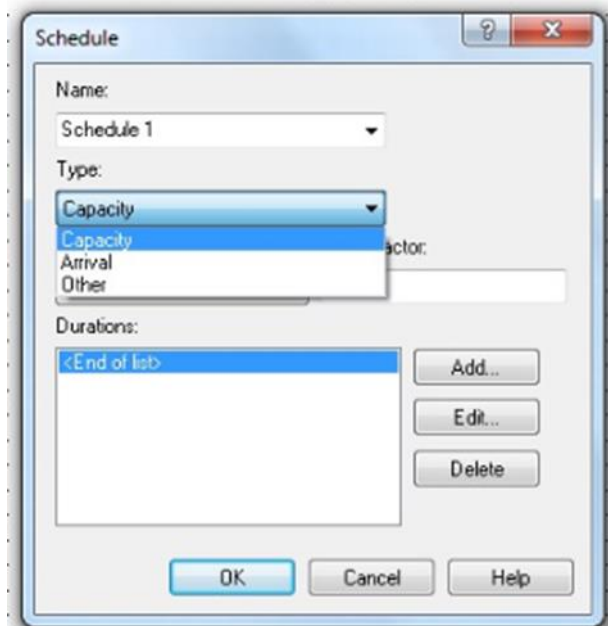 Schedule
Name:
Schedule 1
Type:
Capacity
Capacity
Arrival
Other
Durations:
<End of list>
Add...
Edit...
Delete
OK
Cancel
Help